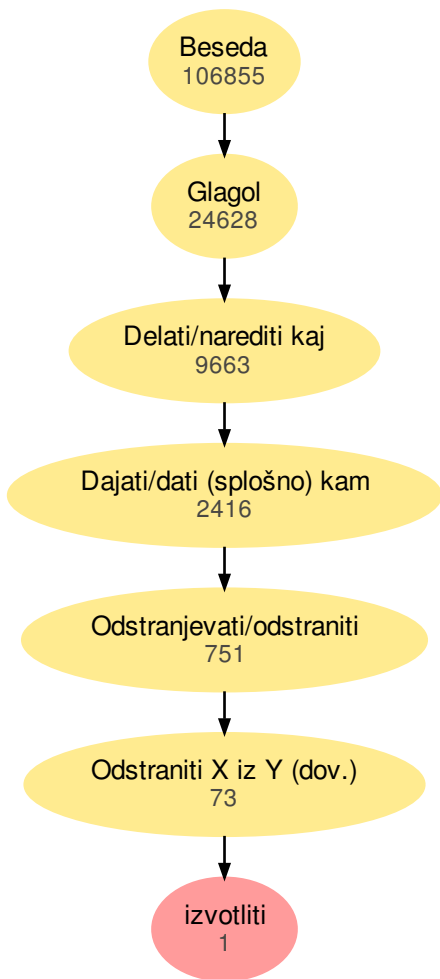 Beseda
106855
Glagol
24628
Delati/narediti kaj
9663
Dajati/dati (splošno) kam
2416
Odstranjevati/odstraniti
751
Odstraniti X iz Y (dov.)
73
izvotliti
1